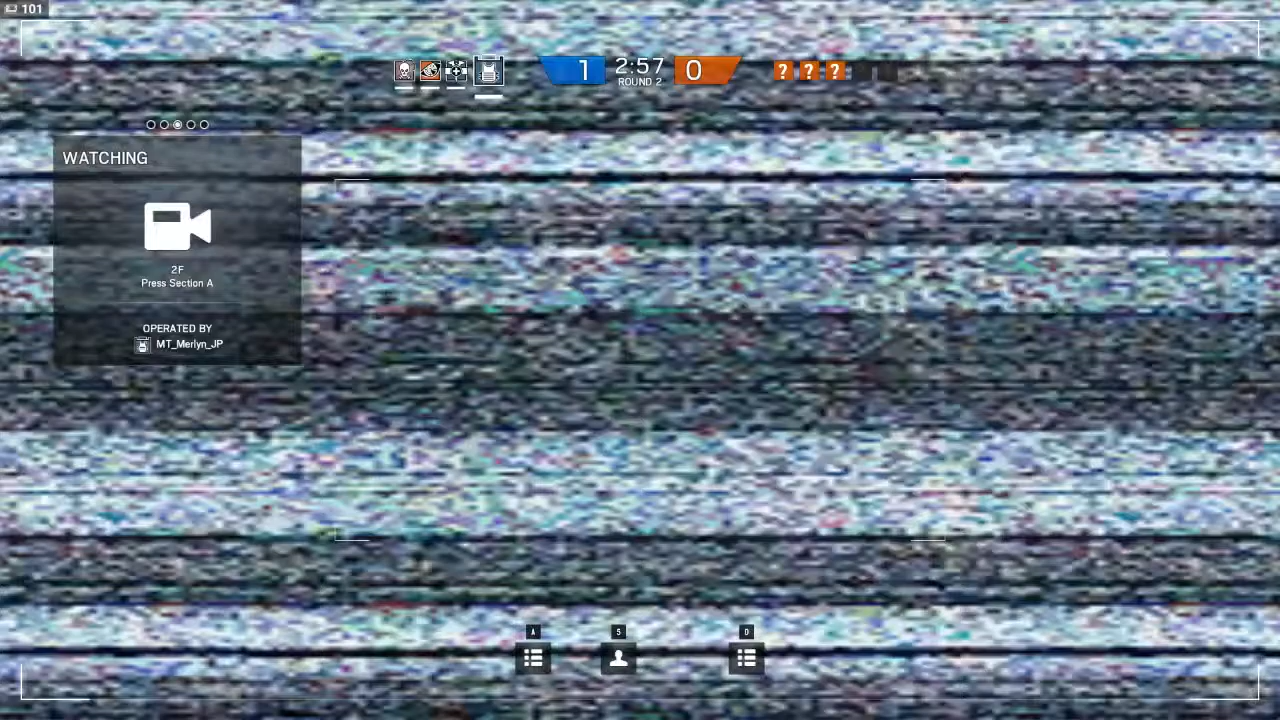 101
1 2:57 0 ? ? ?
ROUND 2
WATCHING
2F
Press Section A
OPERATED BY
MT_Merlyn_JP
A S D